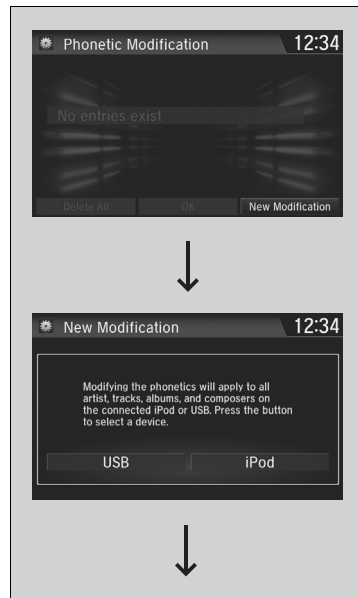 Phonetic Modification 12:34
No entries exist
Delete All OK New Modification
New Modification 12:34
Modifying the phonetics will apply to all
artist, tracks, albums, and composers on
the connected iPod or USB. Press the button
to select a device.
USB iPod